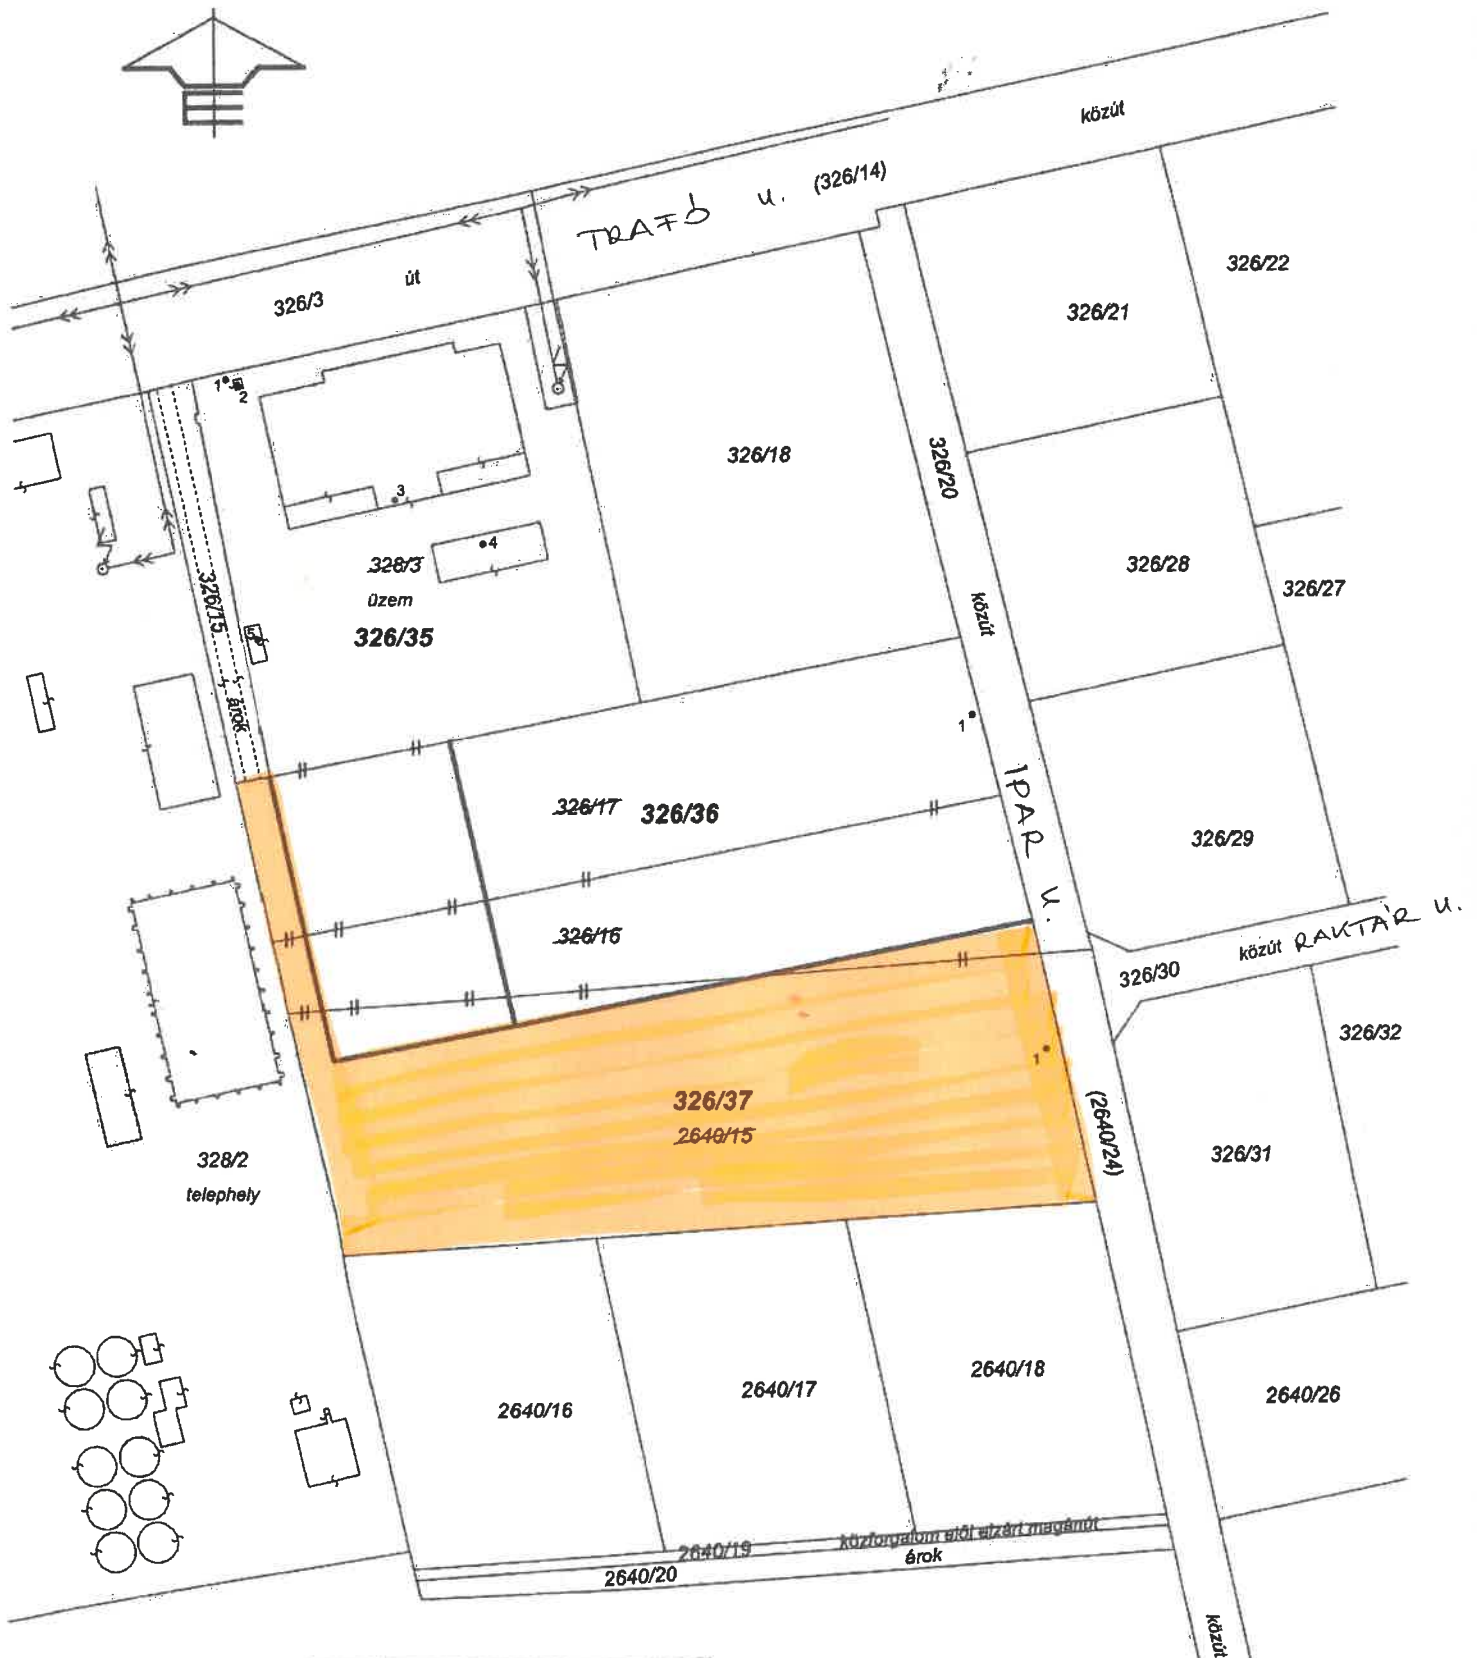 közút
TRAFÓ u. (326/14)
326/3 út
326/22
326/21
1
2
326/18
326/20
3
4
328/3
üzem
326/35
326/15
5
árok
326/28
326/27
közút
1
IPAR u.
326/17 326/36
326/29
326/16
közút RAKTÁR u.
326/30
326/32
1
326/37
2640/15
(2640/24)
326/31
328/2
telephely
2640/16
2640/17
2640/18
2640/26
2640/19 közforgalom elől elzárt magánút
2640/20 árok
közút